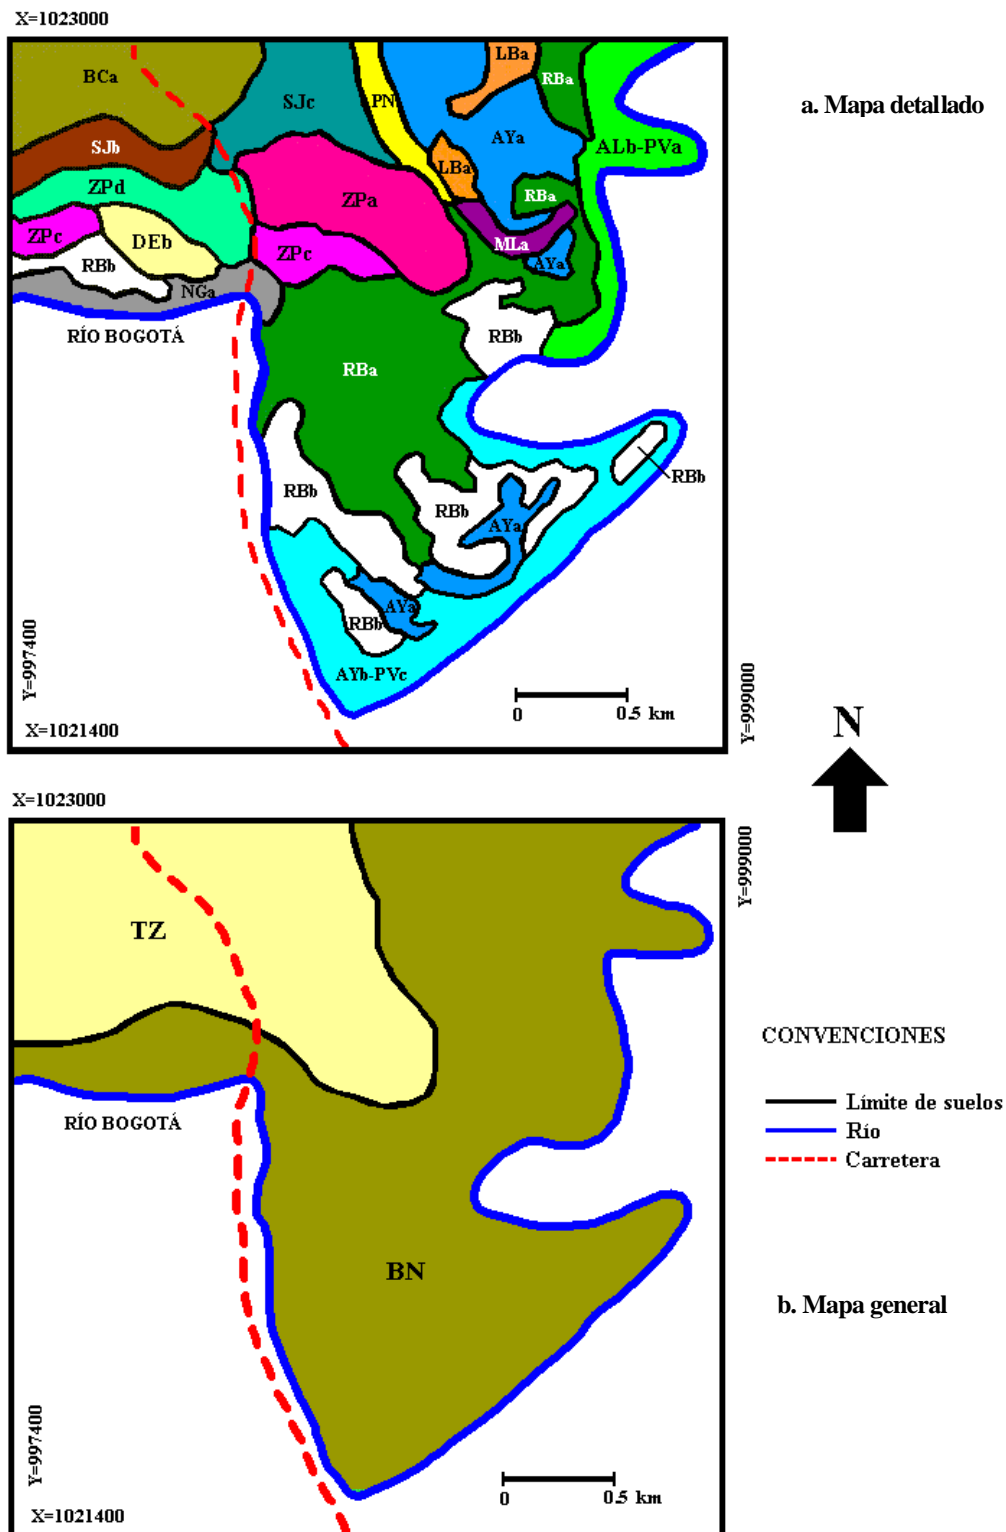 X=1023000
a. Mapa detallado
BCa
SJc
PN
LBa
RBa
AYa
ALb-PVa
SJb
ZPd
LBa
ZPa
RBa
ZPc
DEb
ZPc
MLa
AYa
RBb
NGa
RÍO BOGOTÁ
RBb
RBa
RBb
RBb
RBb
AYa
AYa
RBb
AYb-PVc
Y=997400
X=1021400
0 0.5 km
Y=999000
N
X=1023000
Y=999000
TZ
RÍO BOGOTÁ
BN
Y=997400
X=1021400
0 0.5 km
CONVENCIONES
Límite de suelos
Río
Carretera
b. Mapa general